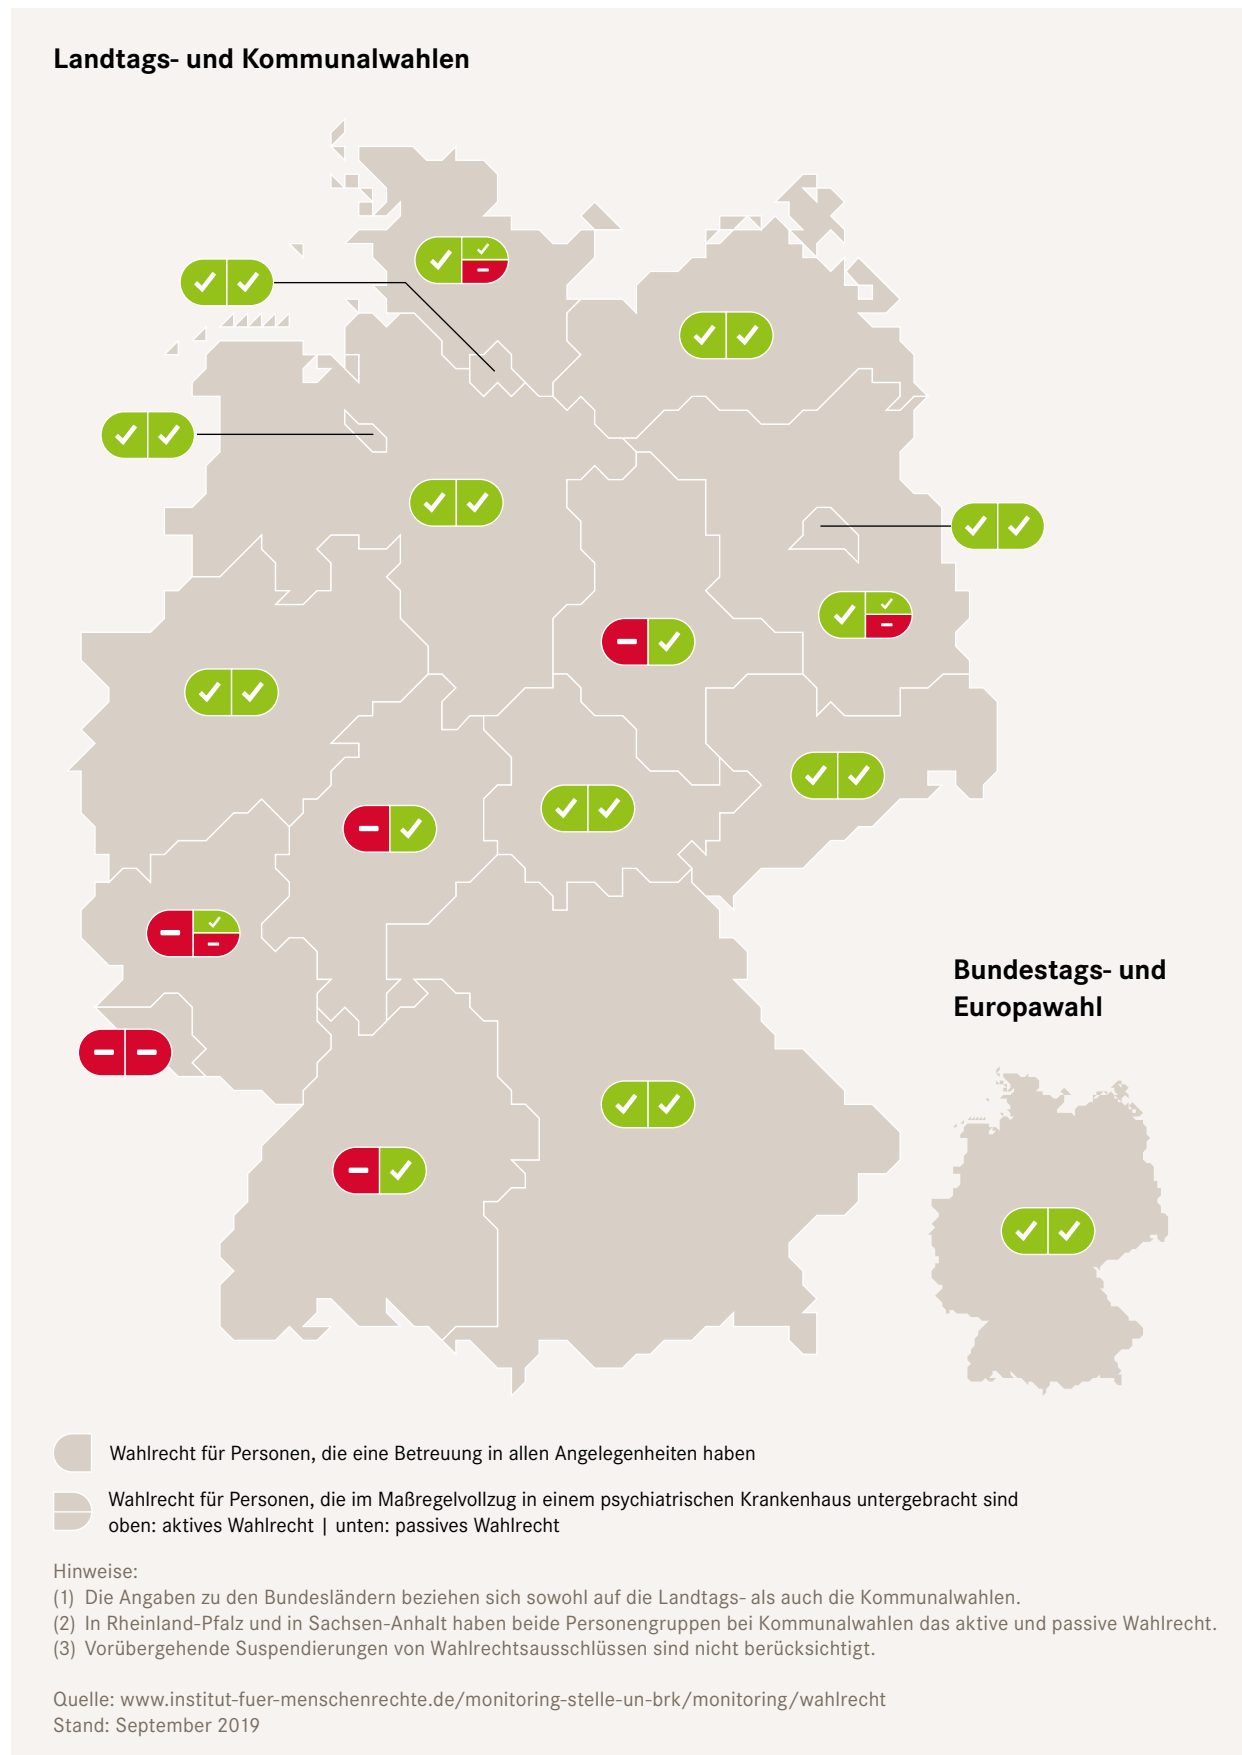 Landtags- und Kommunalwahlen
Bundestags- und
Europawahl
Wahlrecht für Personen, die eine Betreuung in allen Angelegenheiten haben
Wahlrecht für Personen, die im Maßregelvollzug in einem psychiatrischen Krankenhaus untergebracht sind
oben: aktives Wahlrecht | unten: passives Wahlrecht
Hinweise:
(1) Die Angaben zu den Bundesländern beziehen sich sowohl auf die Landtags- als auch die Kommunalwahlen.
(2) In Rheinland-Pfalz und in Sachsen-Anhalt haben beide Personengruppen bei Kommunalwahlen das aktive und passive Wahlrecht.
(3) Vorübergehende Suspendierungen von Wahlrechtsausschlüssen sind nicht berücksichtigt.
Quelle: www.institut-fuer-menschenrechte.de/monitoring-stelle-un-brk/monitoring/wahlrecht
Stand: September 2019